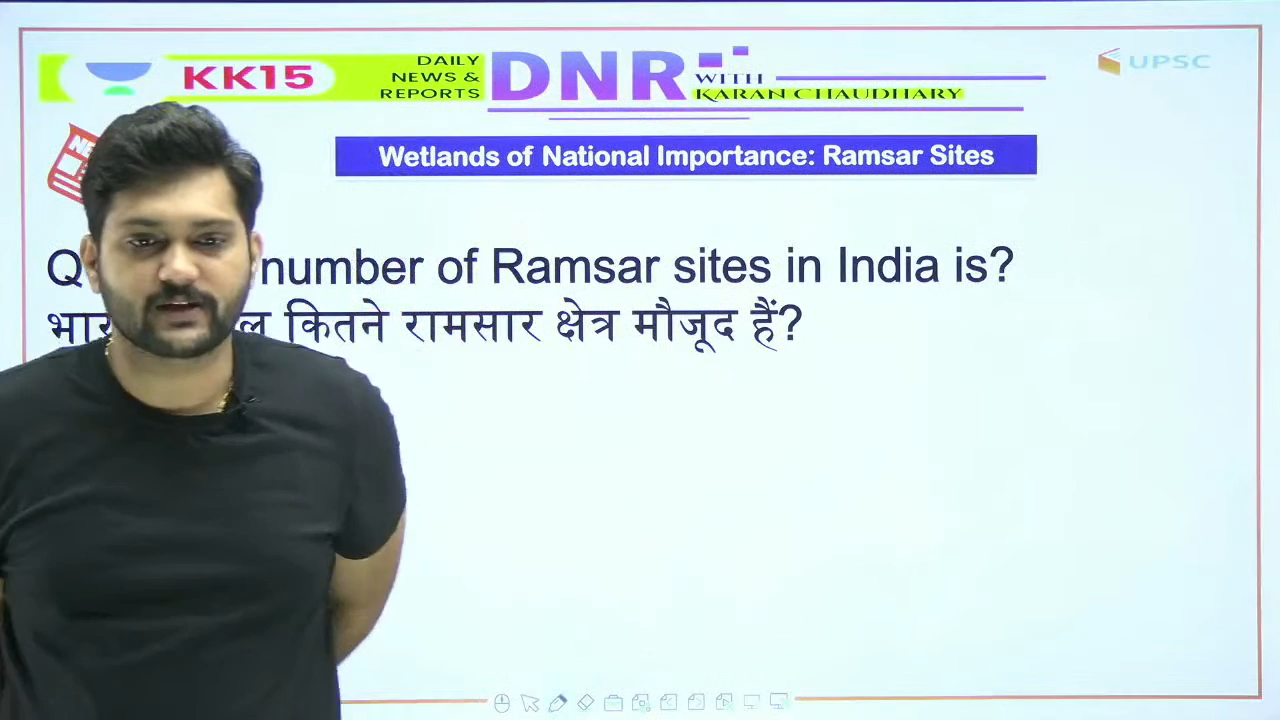 KK15
DAILY
NEWS &
REPORTS
DNR
WITH
KARAN CHAUDHARY
UPSC
Wetlands of National Importance: Ramsar Sites
Q number of Ramsar sites in India is?
कितने रामसार क्षेत्र मौजूद हैं?